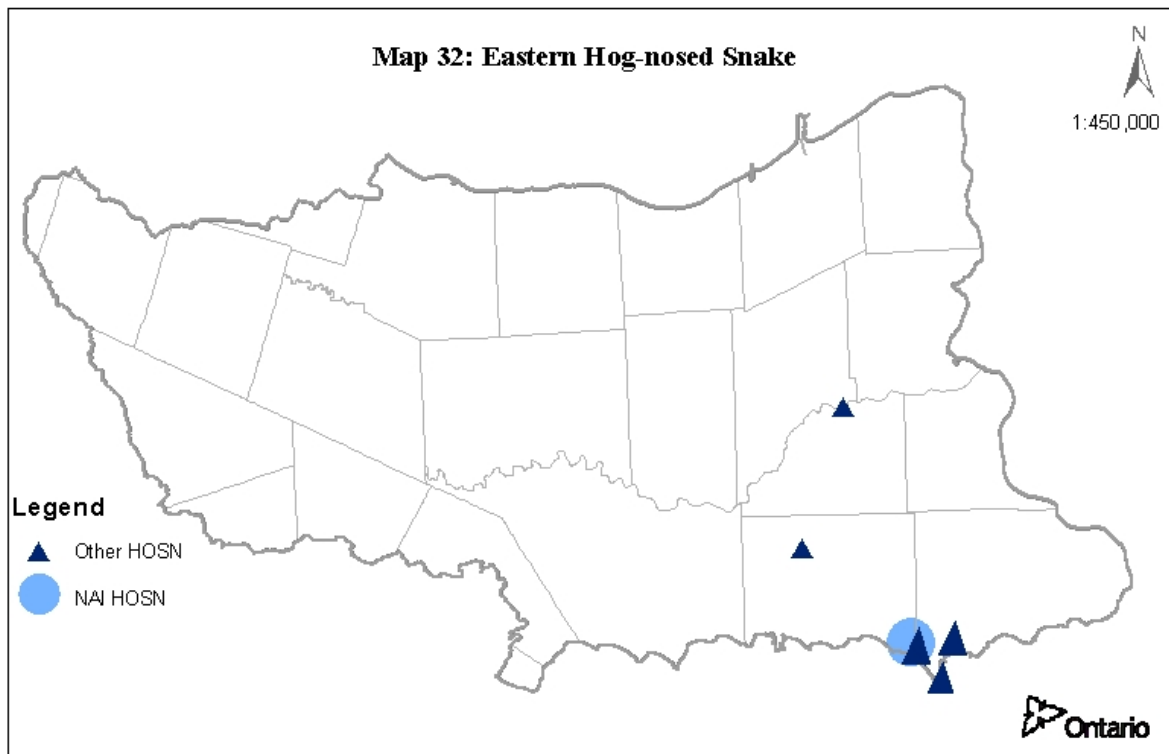 Map 32: Eastern Hog-nosed Snake
N
1:450,000
Legend
Other HOSN
NAI HOSN
Ontario